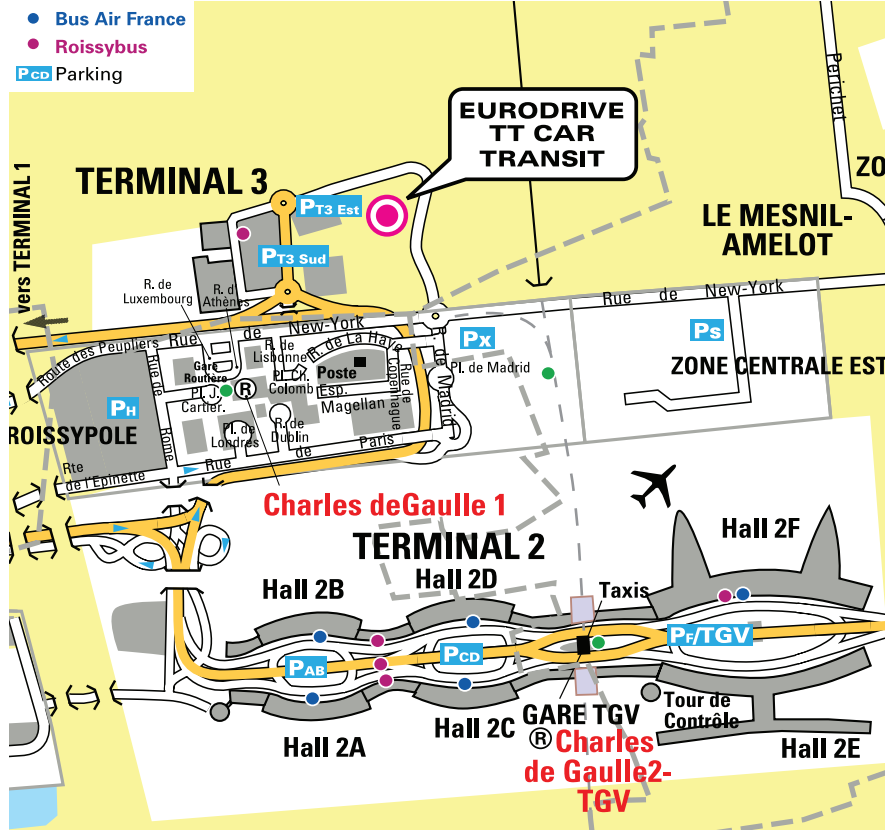 Bus Air France
Roissybus
PCD Parking
EURODRIVE
TT CAR
TRANSIT
Perichet
ZO
LE MESNIL-
AMELOT
TERMINAL 3
vers TERMINAL 1
PT3 Est
PT3 Sud
R. de
Luxembourg
R. d'
Athènes
Rue de New-York
Rue de New-York
Route des Peupliers
Rue de Rome
Gare
Routière
R. de
Lisbonne
R. de La Haye
Pl. Ch.
Colomb
Poste
Esp.
Magellan
Rue de
Copenhague
R. de Madrid
Px
Pl. de Madrid
Ps
ZONE CENTRALE EST
PH
Pl. J.
Cartier.
R
Pl. de
Londres
R. de
Dublin
ROISSYPOLE
Rte
de l'Epinette
Rue de Paris
Charles deGaulle 1
TERMINAL 2
Hall 2B
Hall 2D
Hall 2F
Taxis
PAB
PCD
PF/TGV
Hall 2A
Hall 2C
GARE TGV
R Charles
de Gaulle2-
TGV
Tour de
Contrôle
Hall 2E